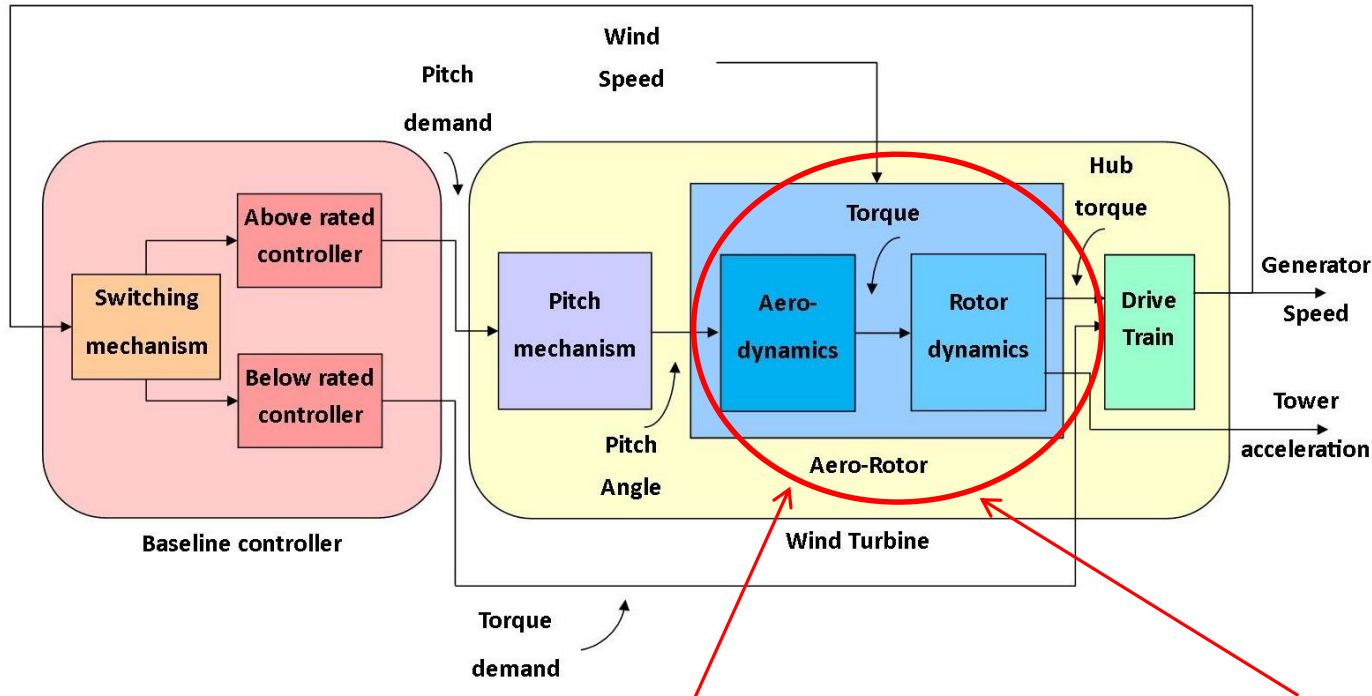 Wind
Speed
Pitch
demand
Hub
torque
Torque
Above rated
controller
Switching
mechanism
Below rated
controller
Pitch
mechanism
Aero-
dynamics
Rotor
dynamics
Drive
Train
Generator
Speed
Tower
acceleration
Pitch
Angle
Aero-Rotor
Baseline controller
Wind Turbine
Torque
demand